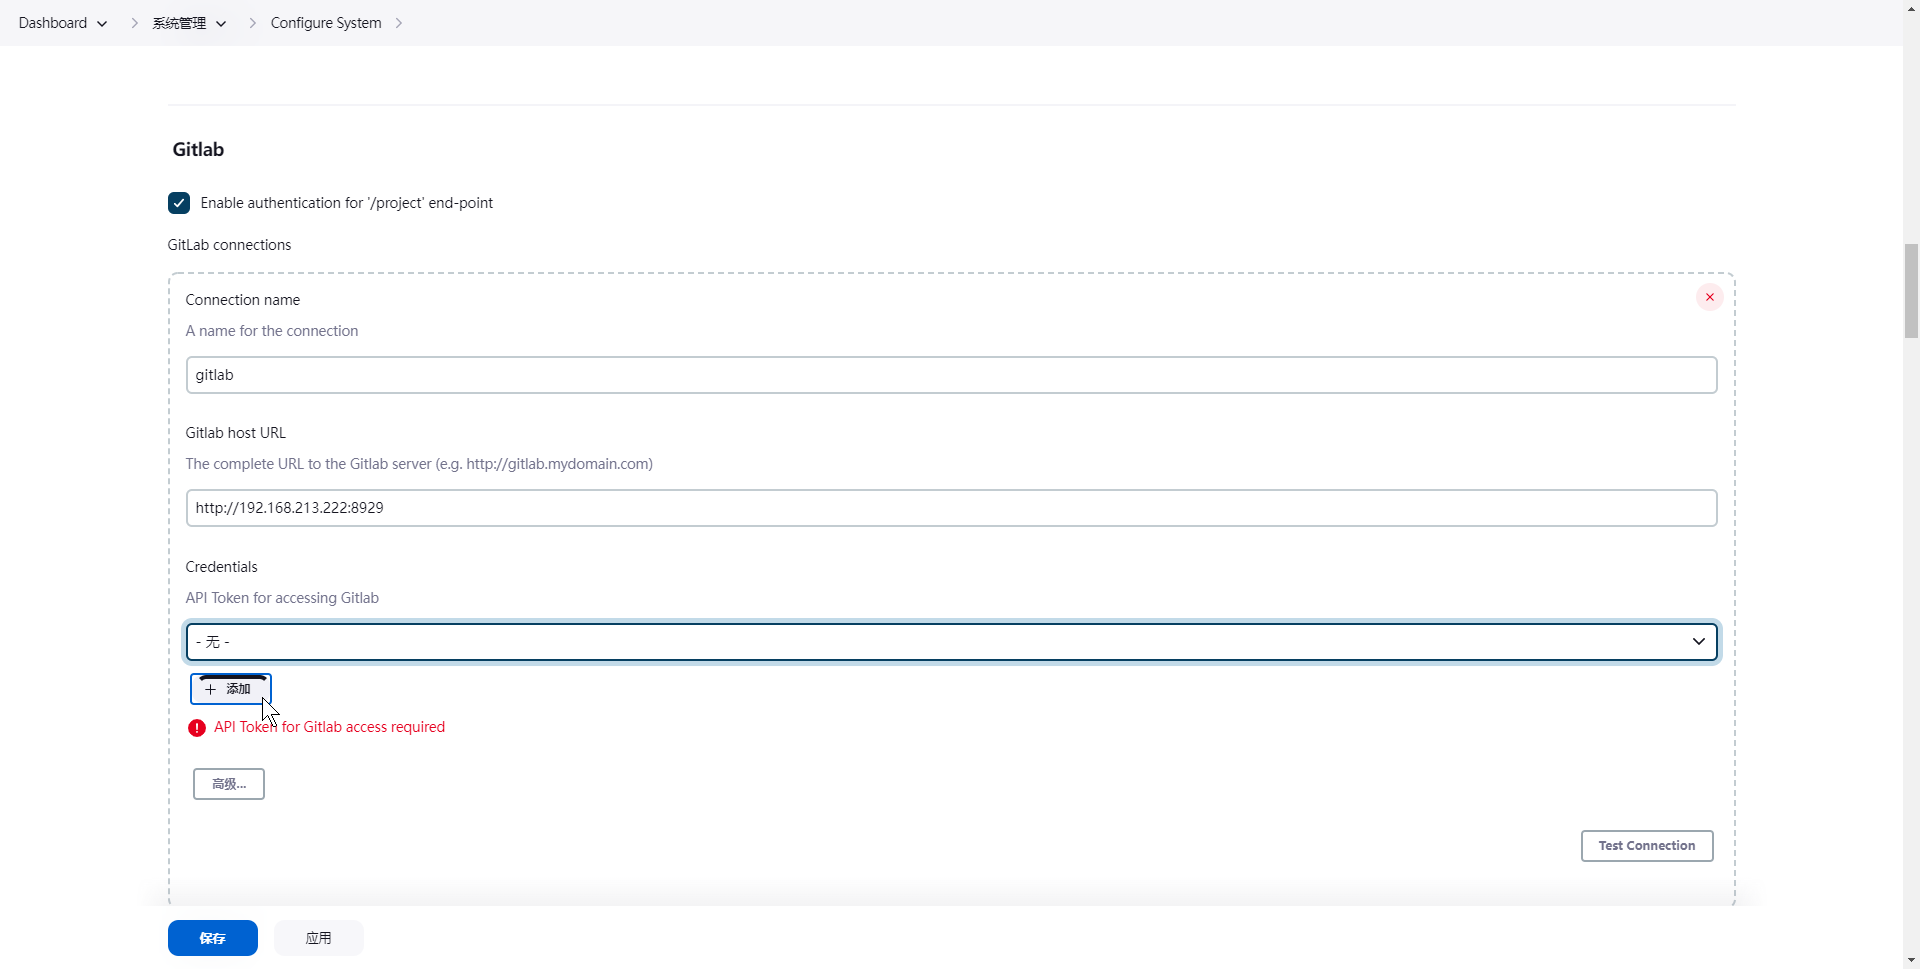 Dashboard 系统管理 Configure System
Gitlab
Enable authentication for '/project' end-point
GitLab connections
Connection name
A name for the connection
gitlab
Gitlab host URL
The complete URL to the Gitlab server (e.g. http://gitlab.mydomain.com)
http://192.168.213.222:8929
Credentials
API Token for accessing Gitlab
- 无 -
+ 添加
API Token for Gitlab access required
高级...
Test Connection
保存 应用